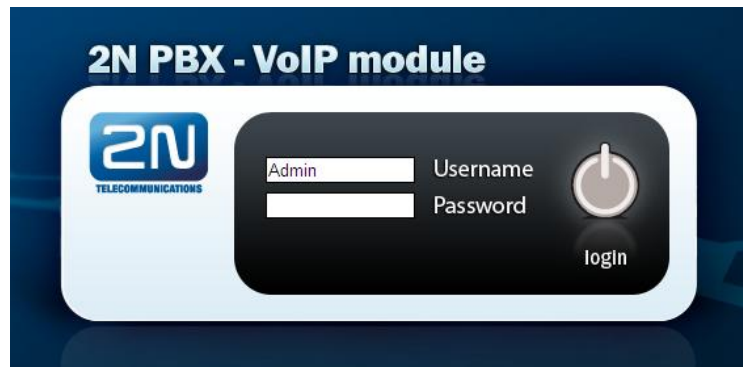 2N PBX - VoIP module
2N
TELECOMMUNICATIONS
Admin Username
Password
login